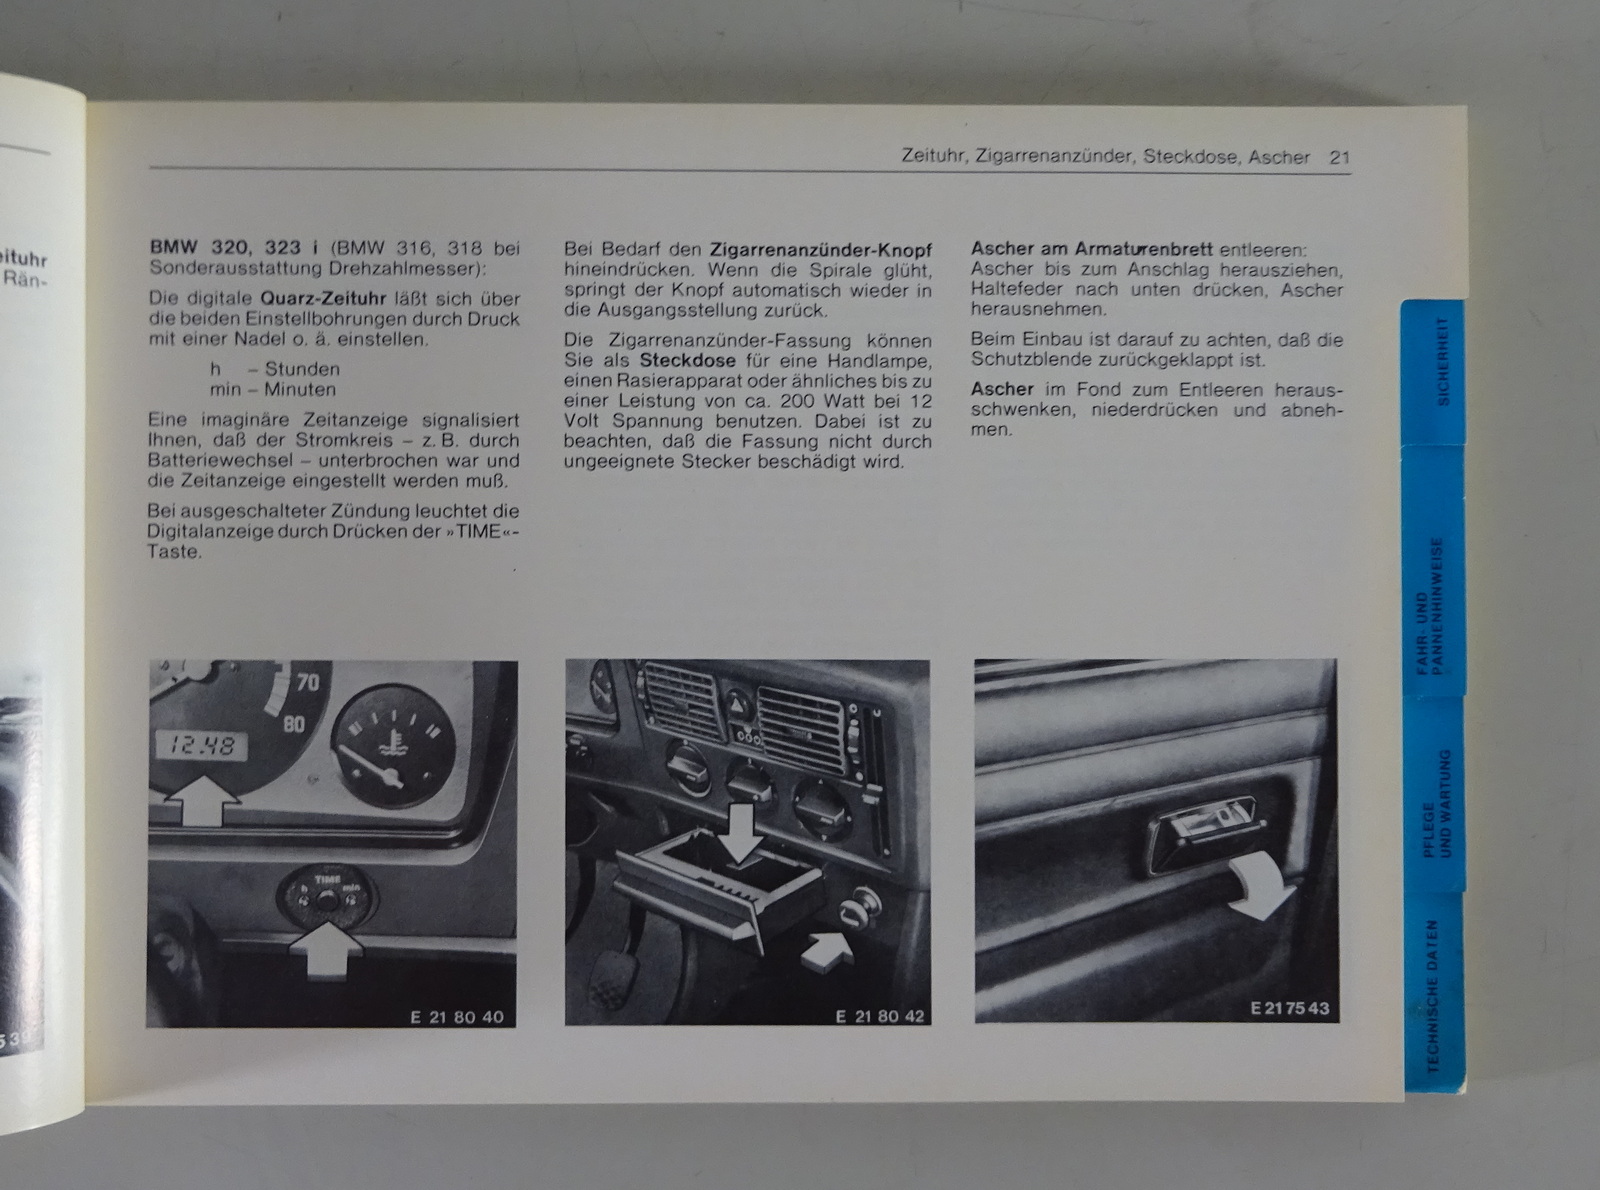 eituhr
Rän-
Zeituhr, Zigarrenanzünder, Steckdose, Ascher 21
BMW 320, 323 i (BMW 316, 318 bei
Sonderausstattung Drehzahlmesser):
Die digitale Quarz-Zeituhr läßt sich über
die beiden Einstellbohrungen durch Druck
mit einer Nadel o. ä. einstellen.
h – Stunden
min – Minuten
Eine imaginäre Zeitanzeige signalisiert
Ihnen, daß der Stromkreis – z. B. durch
Batteriewechsel – unterbrochen war und
die Zeitanzeige eingestellt werden muß.
Bei ausgeschalteter Zündung leuchtet die
Digitalanzeige durch Drücken der »TIME«-
Taste.
Bei Bedarf den Zigarrenanzünder-Knopf
hineindrücken. Wenn die Spirale glüht,
springt der Knopf automatisch wieder in
die Ausgangsstellung zurück.
Die Zigarrenanzünder-Fassung können
Sie als Steckdose für eine Handlampe,
einen Rasierapparat oder ähnliches bis zu
einer Leistung von ca. 200 Watt bei 12
Volt Spannung benutzen. Dabei ist zu
beachten, daß die Fassung nicht durch
ungeeignete Stecker beschädigt wird.
Ascher am Armaturenbrett entleeren:
Ascher bis zum Anschlag herausziehen,
Haltefeder nach unten drücken, Ascher
herausnehmen.
Beim Einbau ist darauf zu achten, daß die
Schutzblende zurückgeklappt ist.
Ascher im Fond zum Entleeren heraus-
schwenken, niederdrücken und abneh-
men.
70
80
12.48
TIME
h min
E 21 80 40
E 21 80 42
E 21 75 43
SICHERHEIT
FAHR- UND
PANNENHINWEISE
PFLEGE
UND WARTUNG
TECHNISCHE DATEN
5 39